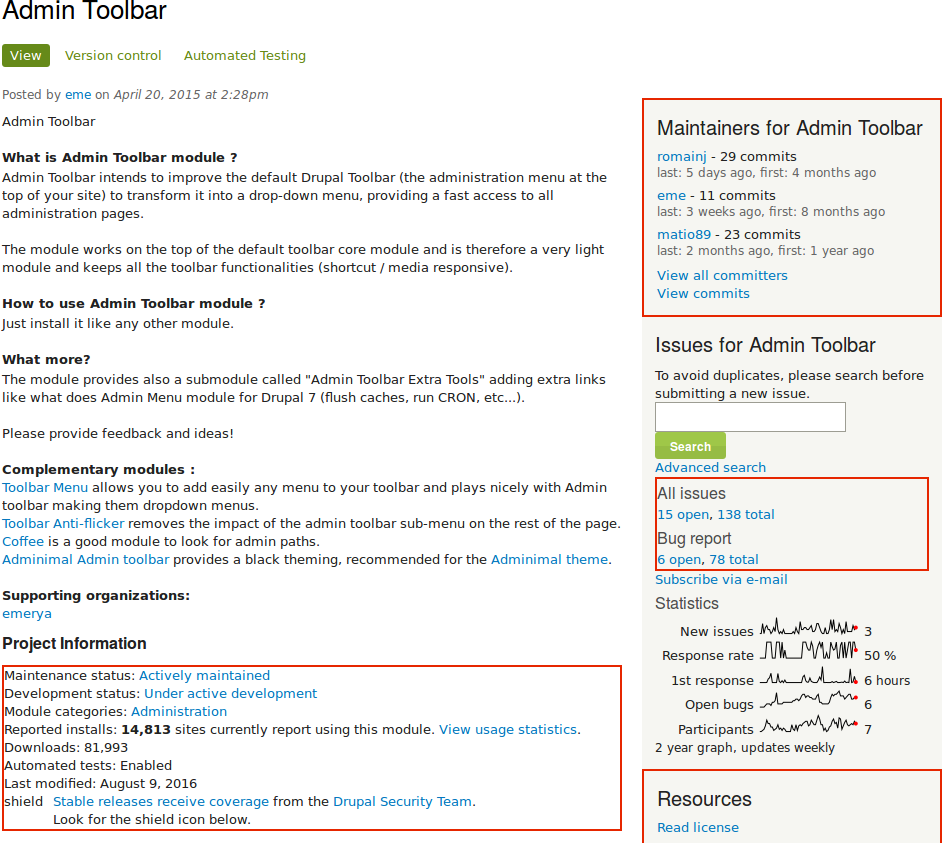 Admin Toolbar
View Version control Automated Testing
Posted by eme on April 20, 2015 at 2:28pm
Admin Toolbar
What is Admin Toolbar module ?
Admin Toolbar intends to improve the default Drupal Toolbar (the administration menu at the
top of your site) to transform it into a drop-down menu, providing a fast access to all
administration pages.
The module works on the top of the default toolbar core module and is therefore a very light
module and keeps all the toolbar functionalities (shortcut / media responsive).
How to use Admin Toolbar module ?
Just install it like any other module.
What more?
The module provides also a submodule called "Admin Toolbar Extra Tools" adding extra links
like what does Admin Menu module for Drupal 7 (flush caches, run CRON, etc...).
Please provide feedback and ideas!
Complementary modules :
Toolbar Menu allows you to add easily any menu to your toolbar and plays nicely with Admin
toolbar making them dropdown menus.
Toolbar Anti-flicker removes the impact of the admin toolbar sub-menu on the rest of the page.
Coffee is a good module to look for admin paths.
Adminimal Admin toolbar provides a black theming, recommended for the Adminimal theme.
Supporting organizations:
emerya
Project Information
Maintenance status: Actively maintained
Development status: Under active development
Module categories: Administration
Reported installs: 14,813 sites currently report using this module. View usage statistics.
Downloads: 81,993
Automated tests: Enabled
Last modified: August 9, 2016
shield Stable releases receive coverage from the Drupal Security Team.
Look for the shield icon below.
Maintainers for Admin Toolbar
romainj - 29 commits
last: 5 days ago, first: 4 months ago
eme - 11 commits
last: 3 weeks ago, first: 8 months ago
matio89 - 23 commits
last: 2 months ago, first: 1 year ago
View all committers
View commits
Issues for Admin Toolbar
To avoid duplicates, please search before
submitting a new issue.
Search
Advanced search
All issues
15 open, 138 total
Bug report
6 open, 78 total
Subscribe via e-mail
Statistics
New issues 3
Response rate 50 %
1st response 6 hours
Open bugs 6
Participants 7
2 year graph, updates weekly
Resources
Read license